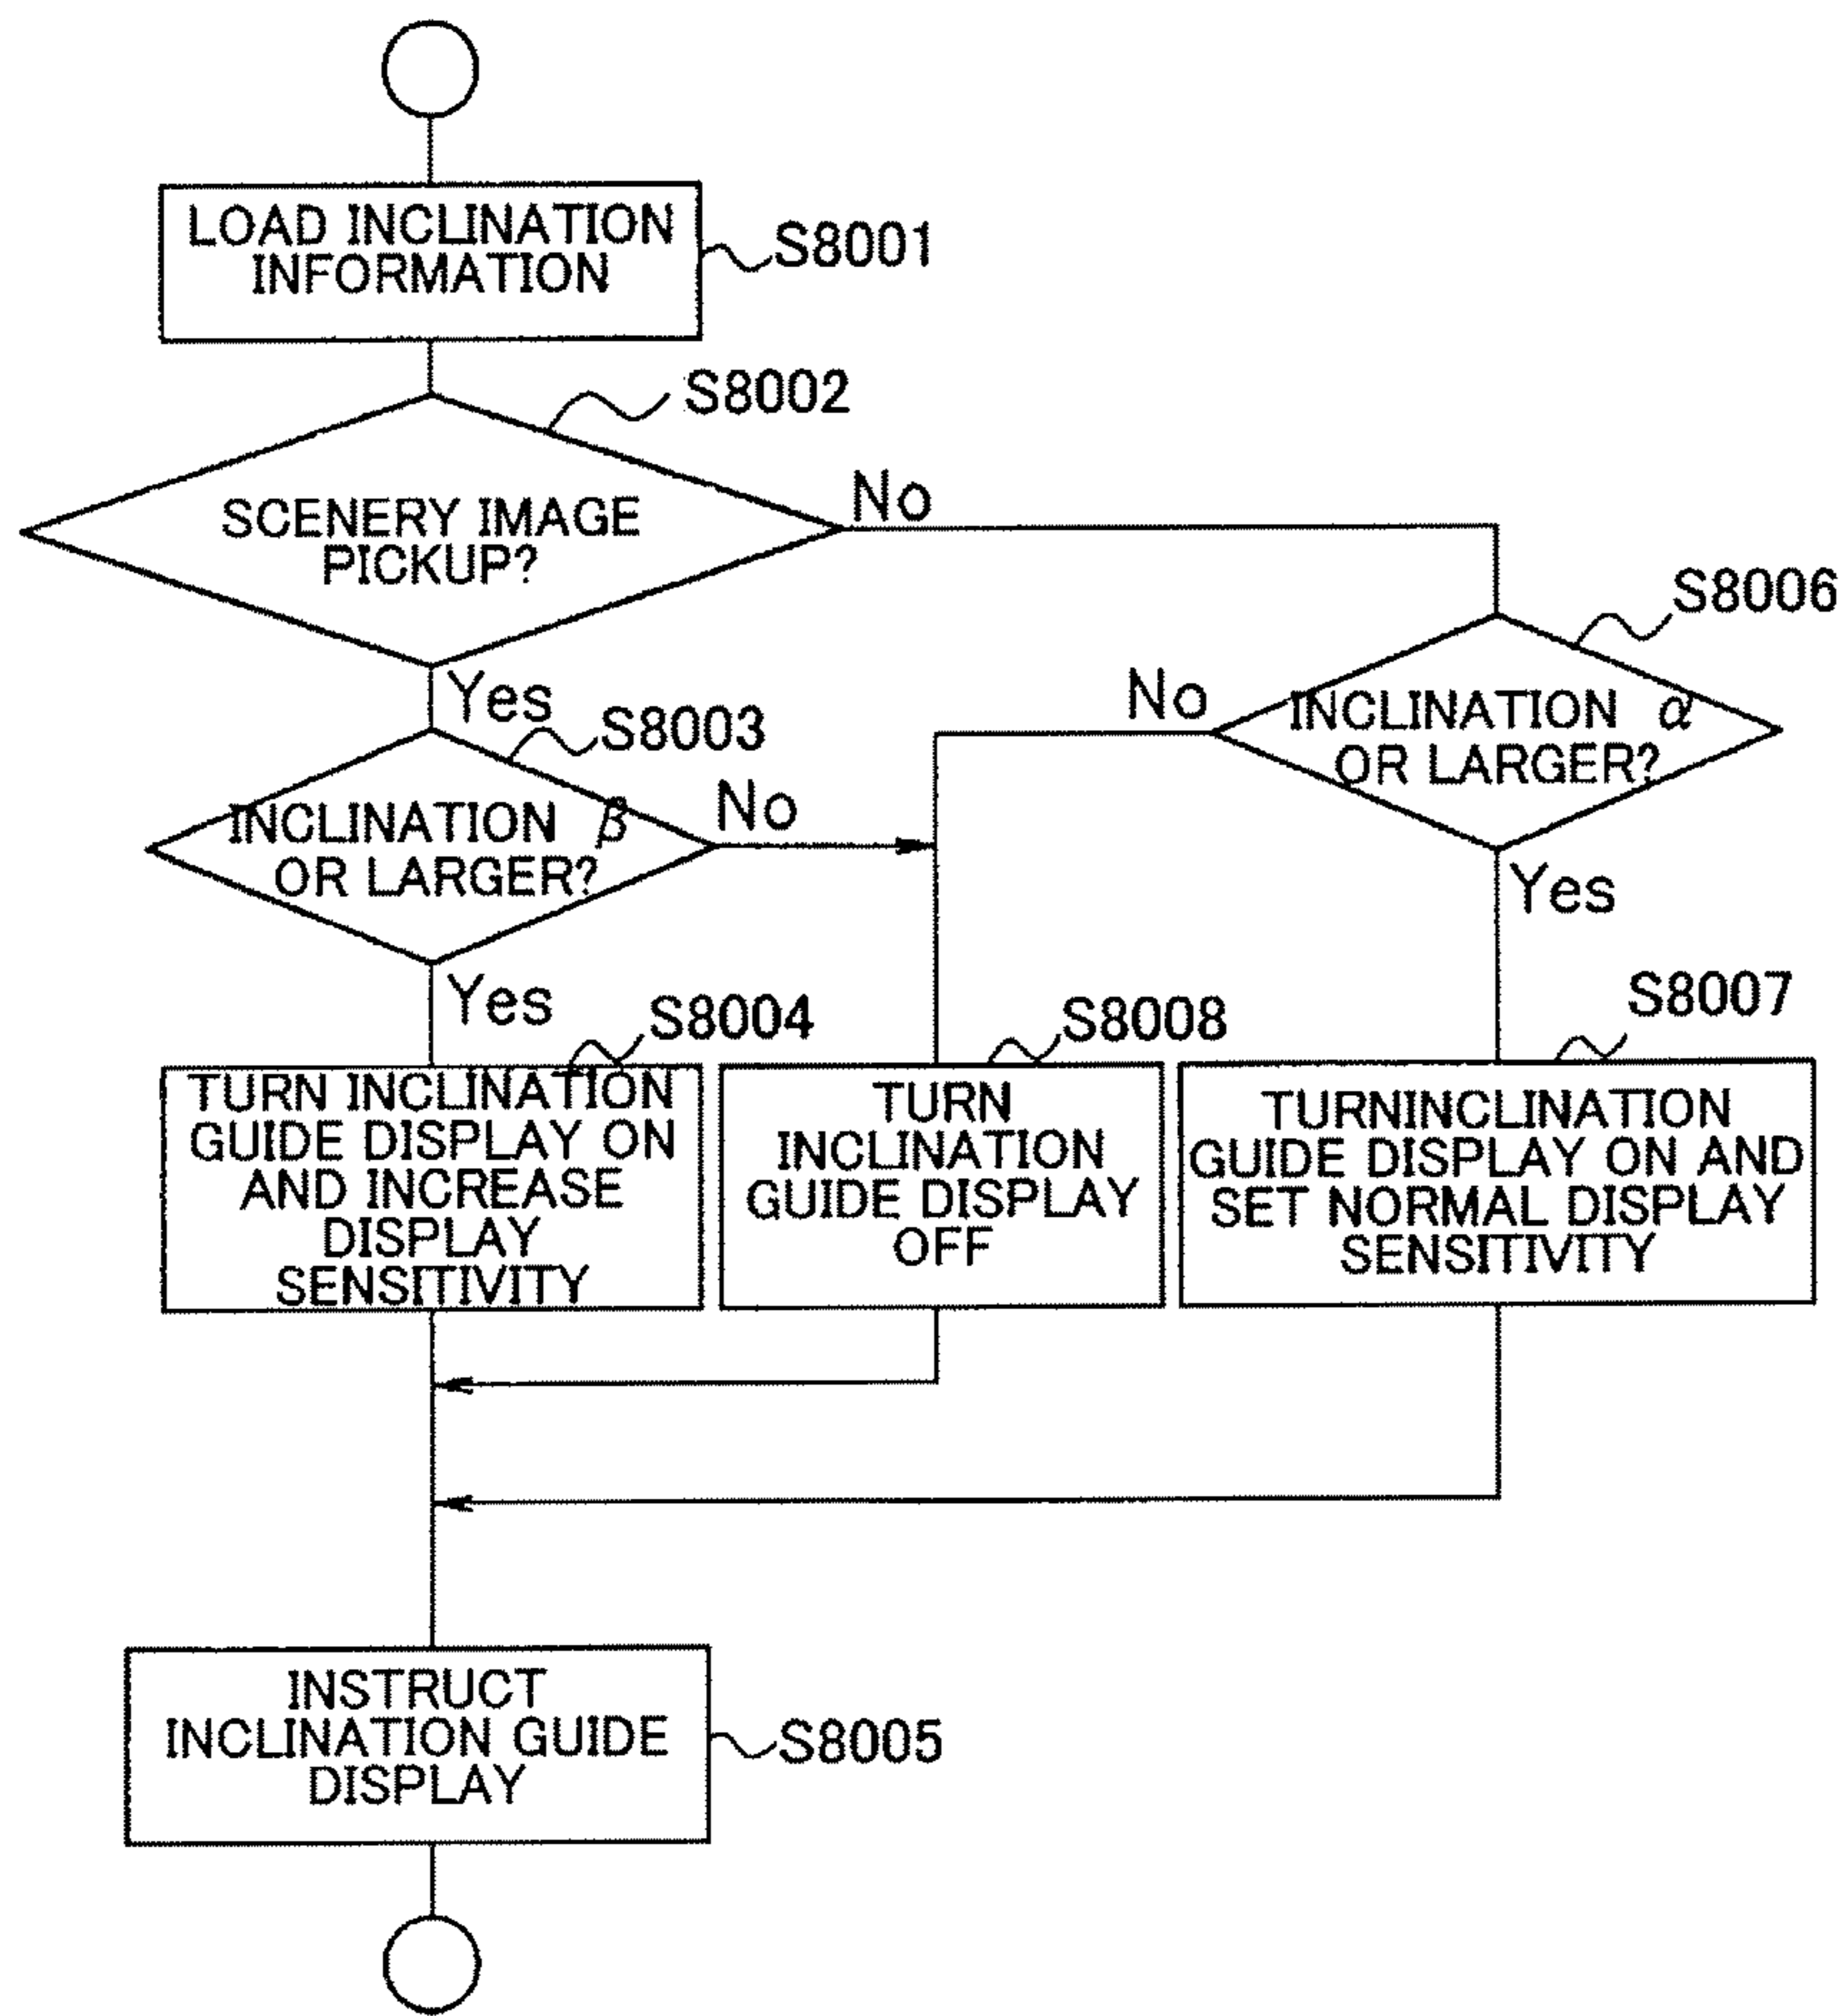 LOAD INCLINATION
INFORMATION
S8001
S8002
SCENERY IMAGE
PICKUP?
No
Yes
S8006
INCLINATION α
OR LARGER?
No
Yes
S8003
INCLINATION β
OR LARGER?
No
Yes
S8004
TURN INCLINATION
GUIDE DISPLAY ON
AND INCREASE
DISPLAY
SENSITIVITY
S8008
TURN
INCLINATION
GUIDE DISPLAY
OFF
S8007
TURNINCLINATION
GUIDE DISPLAY ON AND
SET NORMAL DISPLAY
SENSITIVITY
INSTRUCT
INCLINATION GUIDE
DISPLAY
S8005